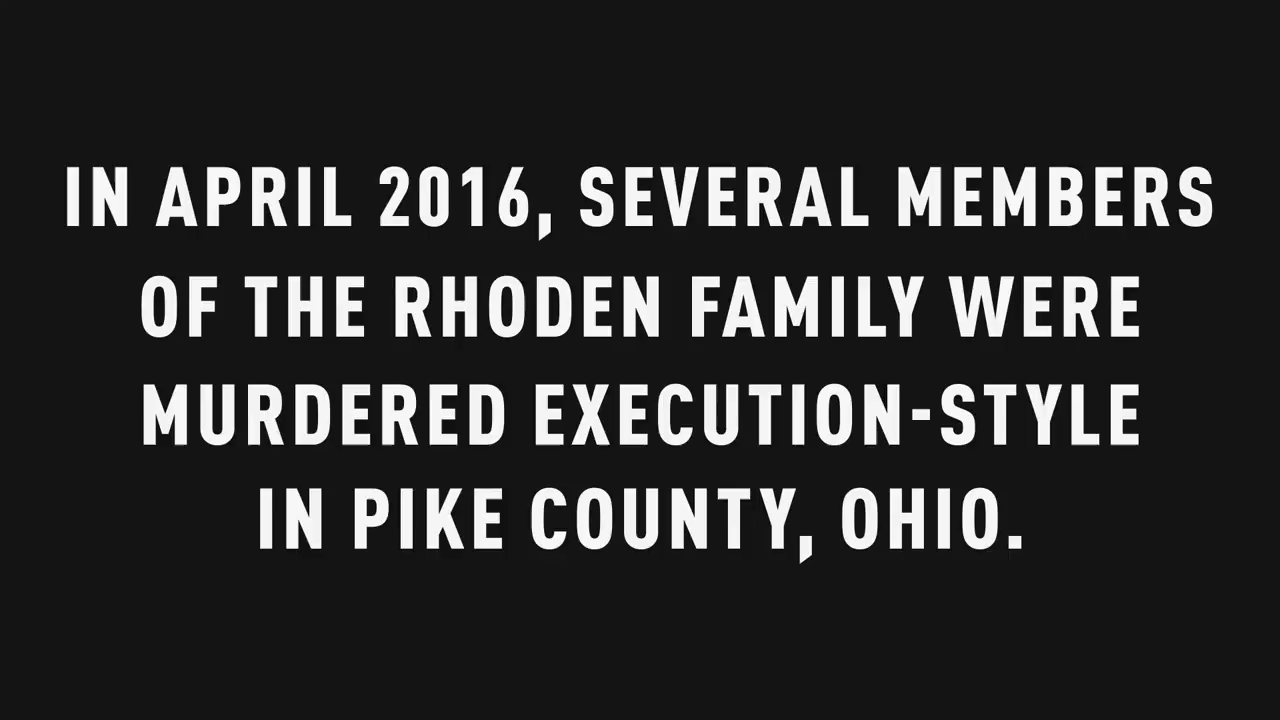 IN APRIL 2016, SEVERAL MEMBERS
OF THE RHODEN FAMILY WERE
MURDERED EXECUTION-STYLE
IN PIKE COUNTY, OHIO.